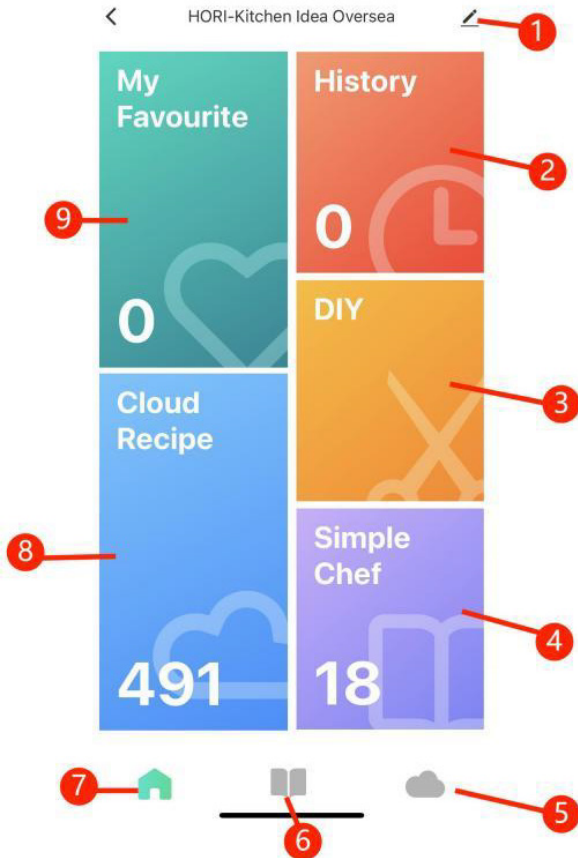 HORI-Kitchen Idea Oversea
1
My
Favourite
0
9
History
0
2
DIY
3
Cloud
Recipe
491
8
Simple
Chef
18
4
7
6
5